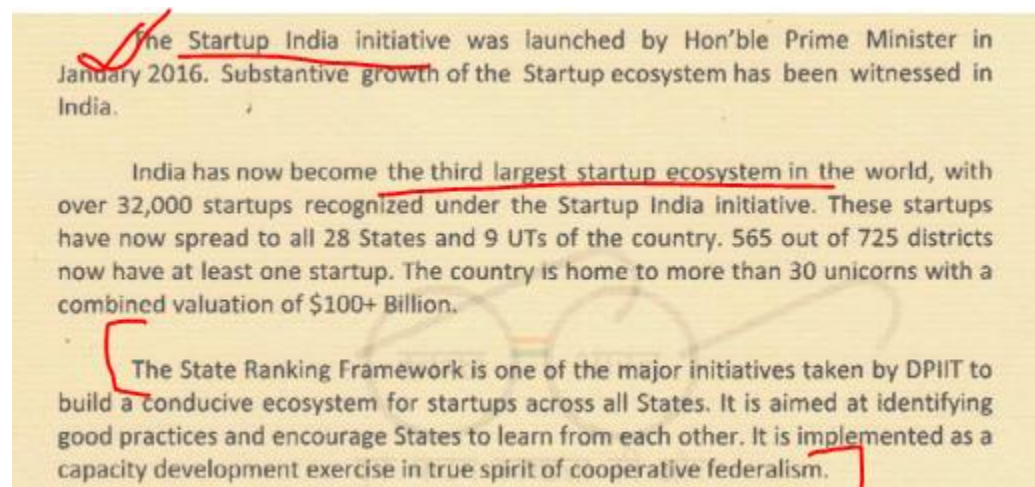 The Startup India initiative was launched by Hon'ble Prime Minister in
January 2016. Substantive growth of the Startup ecosystem has been witnessed in
India.
India has now become the third largest startup ecosystem in the world, with
over 32,000 startups recognized under the Startup India initiative. These startups
have now spread to all 28 States and 9 UTs of the country. 565 out of 725 districts
now have at least one startup. The country is home to more than 30 unicorns with a
combined valuation of $100+ Billion.
The State Ranking Framework is one of the major initiatives taken by DPIIT to
build a conducive ecosystem for startups across all States. It is aimed at identifying
good practices and encourage States to learn from each other. It is implemented as a
capacity development exercise in true spirit of cooperative federalism.